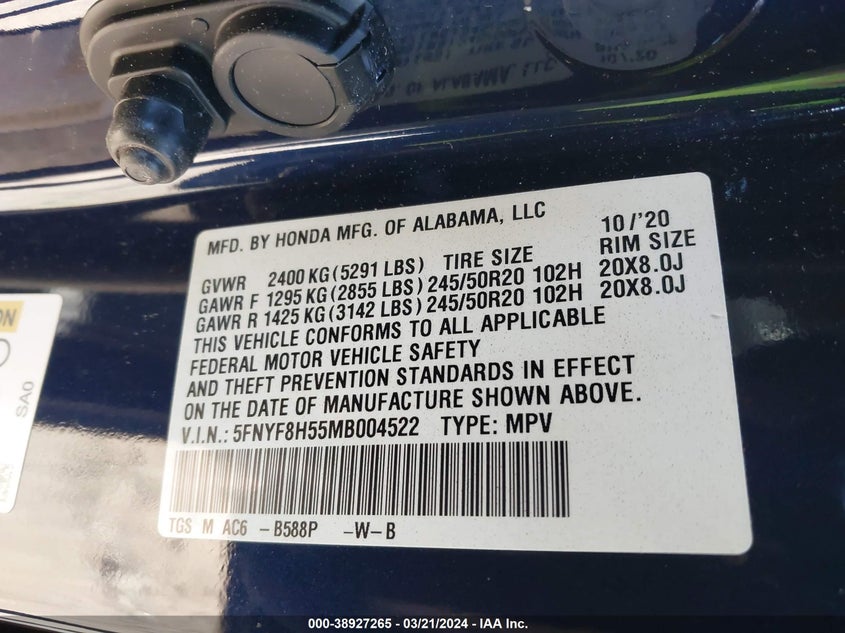 MFD. BY HONDA MFG. OF ALABAMA, LLC 10/'20
GVWR 2400 KG (5291 LBS) TIRE SIZE RIM SIZE
GAWR F 1295 KG (2855 LBS) 245/50R20 102H 20X8.0J
GAWR R 1425 KG (3142 LBS) 245/50R20 102H 20X8.0J
THIS VEHICLE CONFORMS TO ALL APPLICABLE
FEDERAL MOTOR VEHICLE SAFETY
AND THEFT PREVENTION STANDARDS IN EFFECT
ON THE DATE OF MANUFACTURE SHOWN ABOVE.
V.I.N.: 5FNYF8H55MB004522 TYPE: MPV
TGS M AC6 -B588P -W-B
SA0
000-38927265 - 03/21/2024 - IAA Inc.